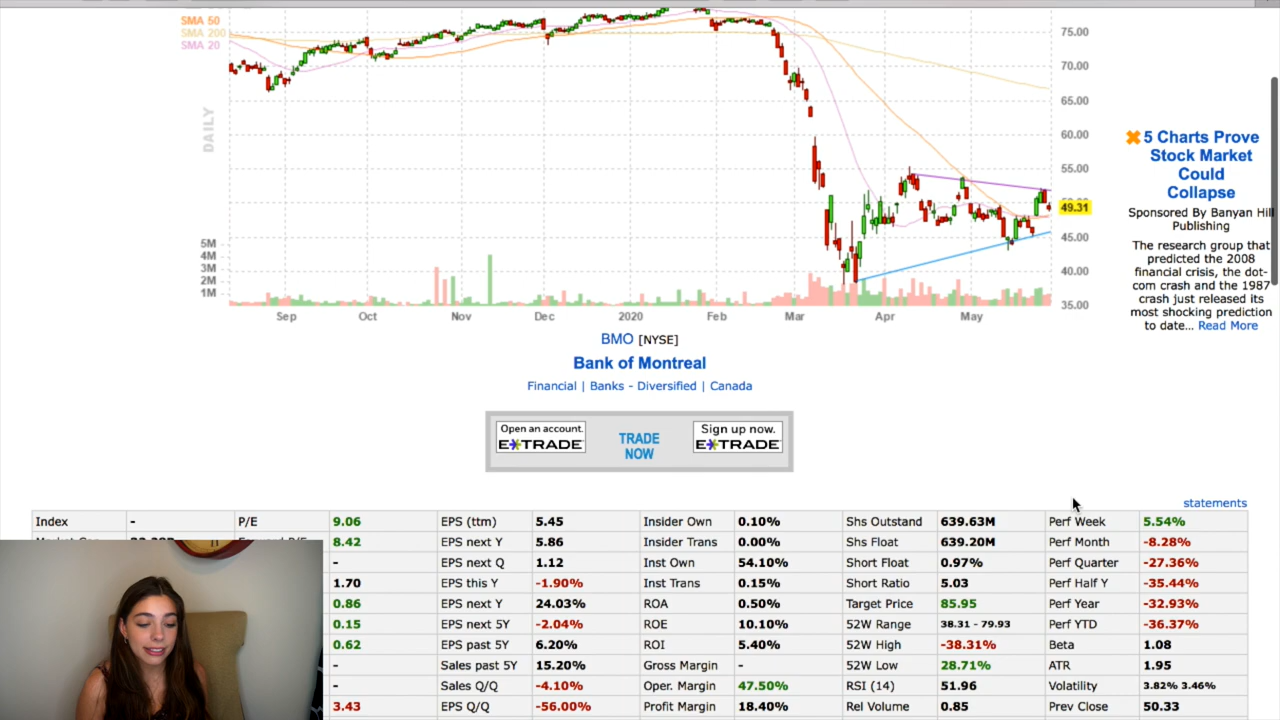 SMA 50
SMA 200
SMA 20
DAILY
75.00
70.00
65.00
60.00
55.00
49.31
45.00
40.00
35.00
5M
4M
3M
2M
1M
Sep Oct Nov Dec 2020 Feb Mar Apr May
BMO [NYSE]
Bank of Montreal
Financial | Banks - Diversified | Canada
Open an account.
E*TRADE
TRADE
NOW
Sign up now.
E*TRADE
5 Charts Prove
Stock Market
Could
Collapse
Sponsored By Banyan Hill
Publishing
The research group that
predicted the 2008
financial crisis, the dot-
com crash and the 1987
crash just released its
most shocking prediction
to date... Read More
statements
Index - P/E 9.06 EPS (ttm) 5.45 Insider Own 0.10% Shs Outstand 639.63M Perf Week 5.54%
8.42 EPS next Y 5.86 Insider Trans 0.00% Shs Float 639.20M Perf Month -8.28%
- EPS next Q 1.12 Inst Own 54.10% Short Float 0.97% Perf Quarter -27.36%
1.70 EPS this Y -1.90% Inst Trans 0.15% Short Ratio 5.03 Perf Half Y -35.44%
0.86 EPS next Y 24.03% ROA 0.50% Target Price 85.95 Perf Year -32.93%
0.15 EPS next 5Y -2.04% ROE 10.10% 52W Range 38.31 - 79.93 Perf YTD -36.37%
0.62 EPS past 5Y 6.20% ROI 5.40% 52W High -38.31% Beta 1.08
- Sales past 5Y 15.20% Gross Margin - 52W Low 28.71% ATR 1.95
- Sales Q/Q -4.10% Oper. Margin 47.50% RSI (14) 51.96 Volatility 3.82% 3.46%
3.43 EPS Q/Q -56.00% Profit Margin 18.40% Rel Volume 0.85 Prev Close 50.33